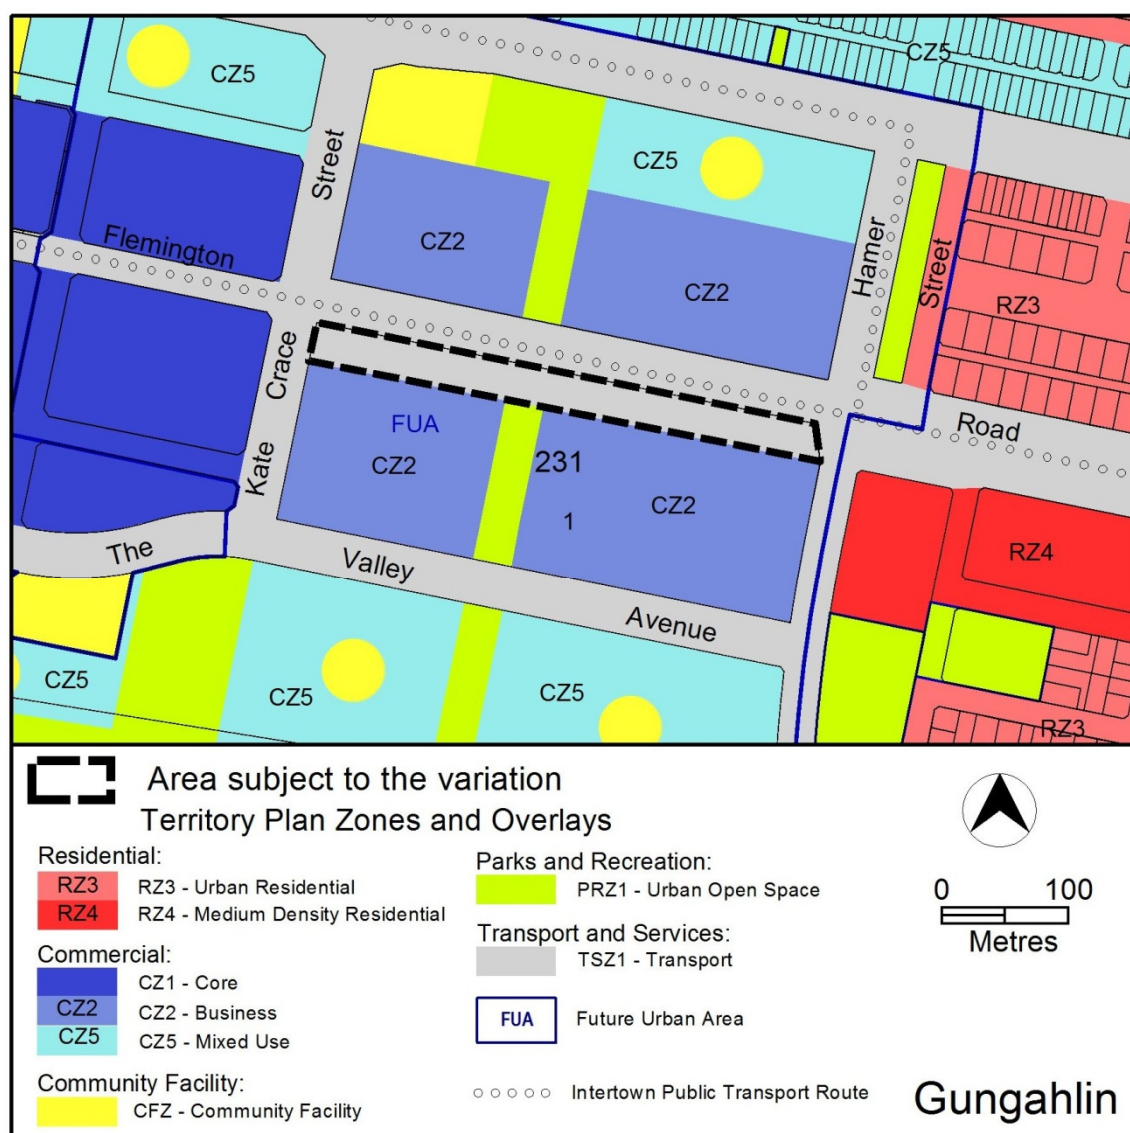 CZ5
CZ5
CZ5
Street
Flemington
CZ2
CZ2
Hamer
Street
RZ3
Kate Crace
FUA
CZ2
231
CZ2
1
Road
The
Valley
Avenue
RZ4
CZ5
CZ5
CZ5
RZ3
Area subject to the variation
Territory Plan Zones and Overlays
Residential:
RZ3 RZ3 - Urban Residential
RZ4 RZ4 - Medium Density Residential
Commercial:
CZ1 - Core
CZ2 CZ2 - Business
CZ5 CZ5 - Mixed Use
Community Facility:
CFZ - Community Facility
Parks and Recreation:
PRZ1 - Urban Open Space
Transport and Services:
TSZ1 - Transport
FUA Future Urban Area
Intertown Public Transport Route
0 100
Metres
Gungahlin